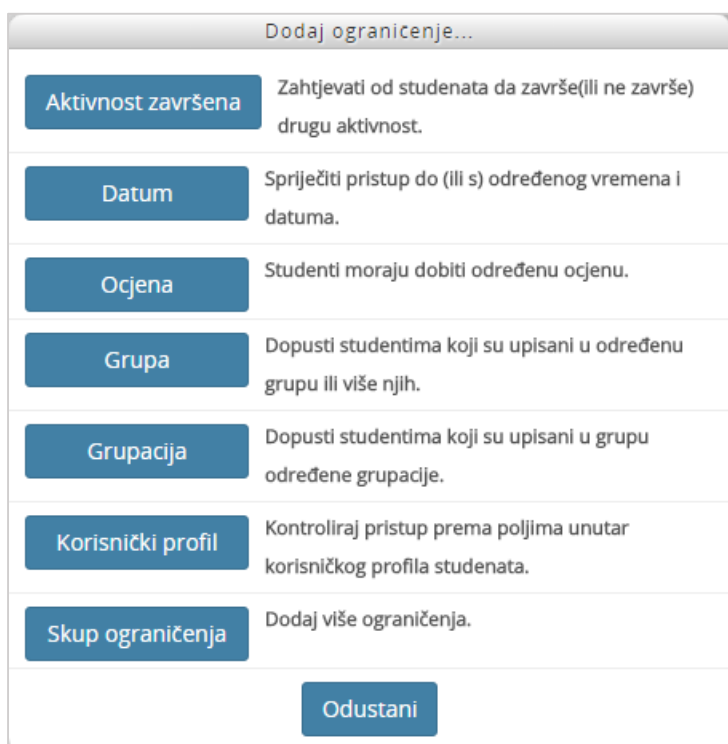 Dodaj ograničenje...
Aktivnost završena
Zahtjevati od studenata da završe(ili ne završe)
drugu aktivnost.
Datum
Spriječiti pristup do (ili s) određenog vremena i
datuma.
Ocjena
Studenti moraju dobiti određenu ocjenu.
Grupa
Dopusti studentima koji su upisani u određenu
grupu ili više njih.
Grupacija
Dopusti studentima koji su upisani u grupu
određene grupacije.
Korisnički profil
Kontroliraj pristup prema poljima unutar
korisničkog profila studenata.
Skup ograničenja
Dodaj više ograničenja.
Odustani